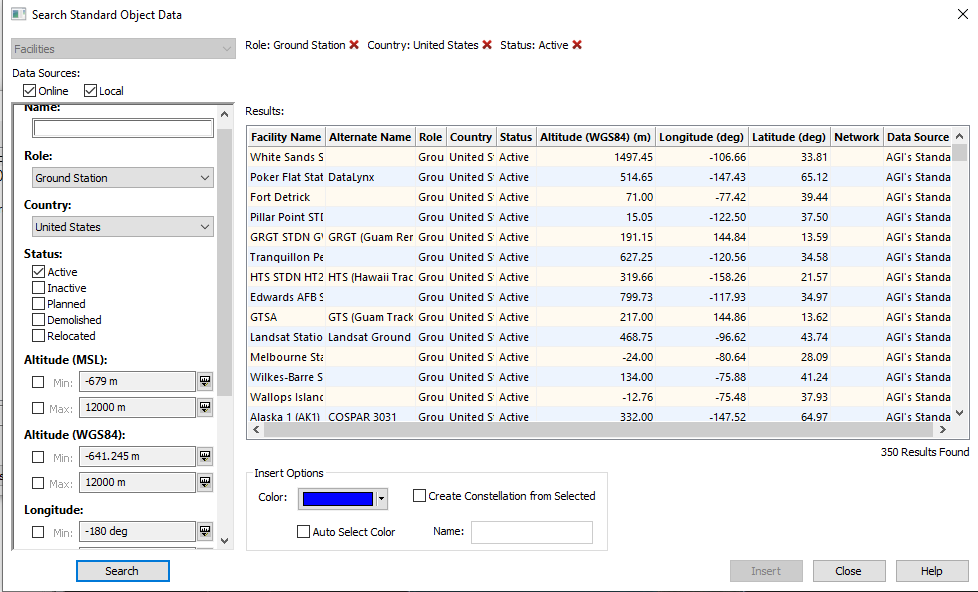 Search Standard Object Data
Facilities
Role: Ground Station Country: United States Status: Active
Data Sources:
Online Local
Name:
Role:
Ground Station
Country:
United States
Status:
Active
Inactive
Planned
Demolished
Relocated
Altitude (MSL):
Min: -679 m
Max: 12000 m
Altitude (WGS84):
Min: -641.245 m
Max: 12000 m
Longitude:
Min: -180 deg
Search
Results:
Facility Name Alternate Name Role Country Status Altitude (WGS84) (m) Longitude (deg) Latitude (deg) Network Data Source
White Sands S Grou United S Active 1497.45 -106.66 33.81 AGI's Standa
Poker Flat Stat DataLynx Grou United S Active 514.65 -147.43 65.12 AGI's Standa
Fort Detrick Grou United S Active 71.00 -77.42 39.44 AGI's Standa
Pillar Point STD Grou United S Active 15.05 -122.50 37.50 AGI's Standa
GRGT STDN GW GRGT (Guam Rem Grou United S Active 191.15 144.84 13.59 AGI's Standa
Tranquillon Pe Grou United S Active 627.25 -120.56 34.58 AGI's Standa
HTS STDN HT2 HTS (Hawaii Trac Grou United S Active 319.66 -158.26 21.57 AGI's Standa
Edwards AFB S Grou United S Active 799.73 -117.93 34.97 AGI's Standa
GTSA GTS (Guam Track Grou United S Active 217.00 144.86 13.62 AGI's Standa
Landsat Statio Landsat Ground Grou United S Active 468.75 -96.62 43.74 AGI's Standa
Melbourne Sta Grou United S Active -24.00 -80.64 28.09 AGI's Standa
Wilkes-Barre S Grou United S Active 134.00 -75.88 41.24 AGI's Standa
Wallops Islanc Grou United S Active -12.76 -75.48 37.93 AGI's Standa
Alaska 1 (AK1) COSPAR 3031 Grou United S Active 332.00 -147.52 64.97 AGI's Standa
350 Results Found
Insert Options
Color: Create Constellation from Selected
Auto Select Color Name:
Insert Close Help